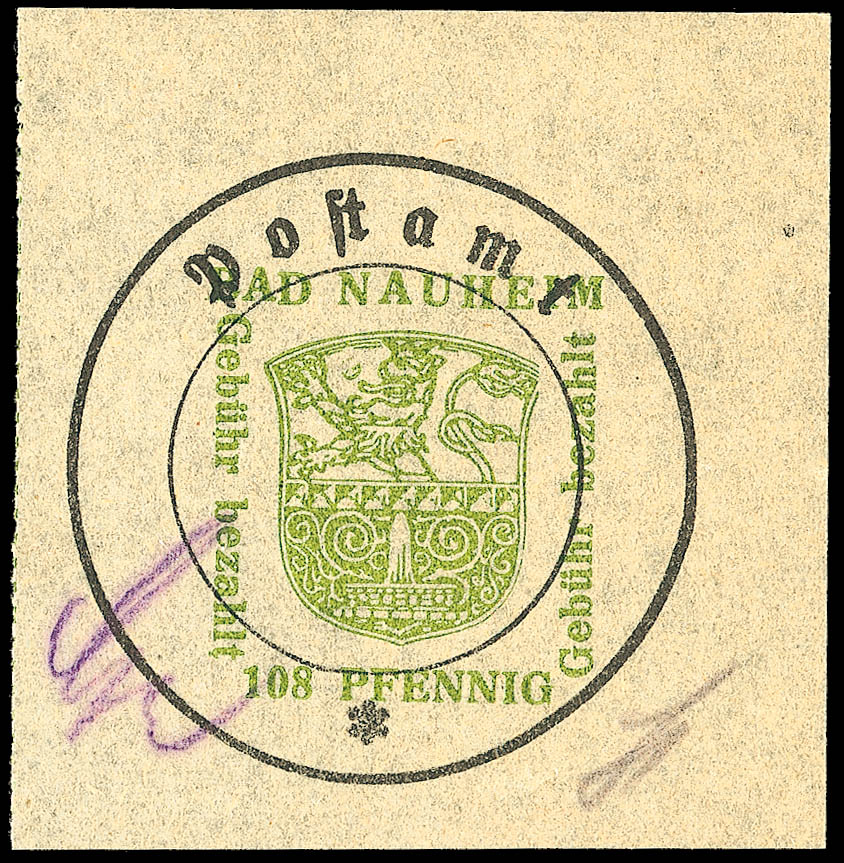 Postamt
BAD NAUHEIM
Gebühr bezahlt
Gebühr bezahlt
108 PFENNIG